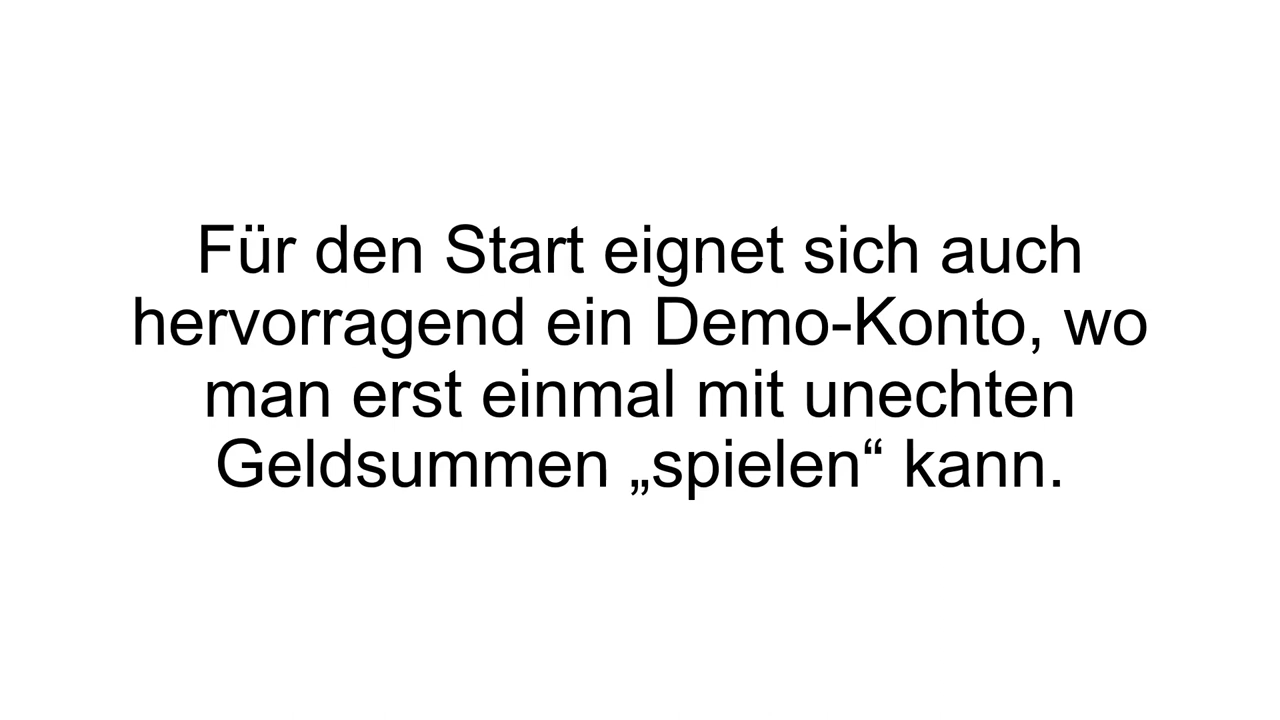 Für den Start eignet sich auch
hervorragend ein Demo-Konto, wo
man erst einmal mit unechten
Geldsummen „spielen“ kann.